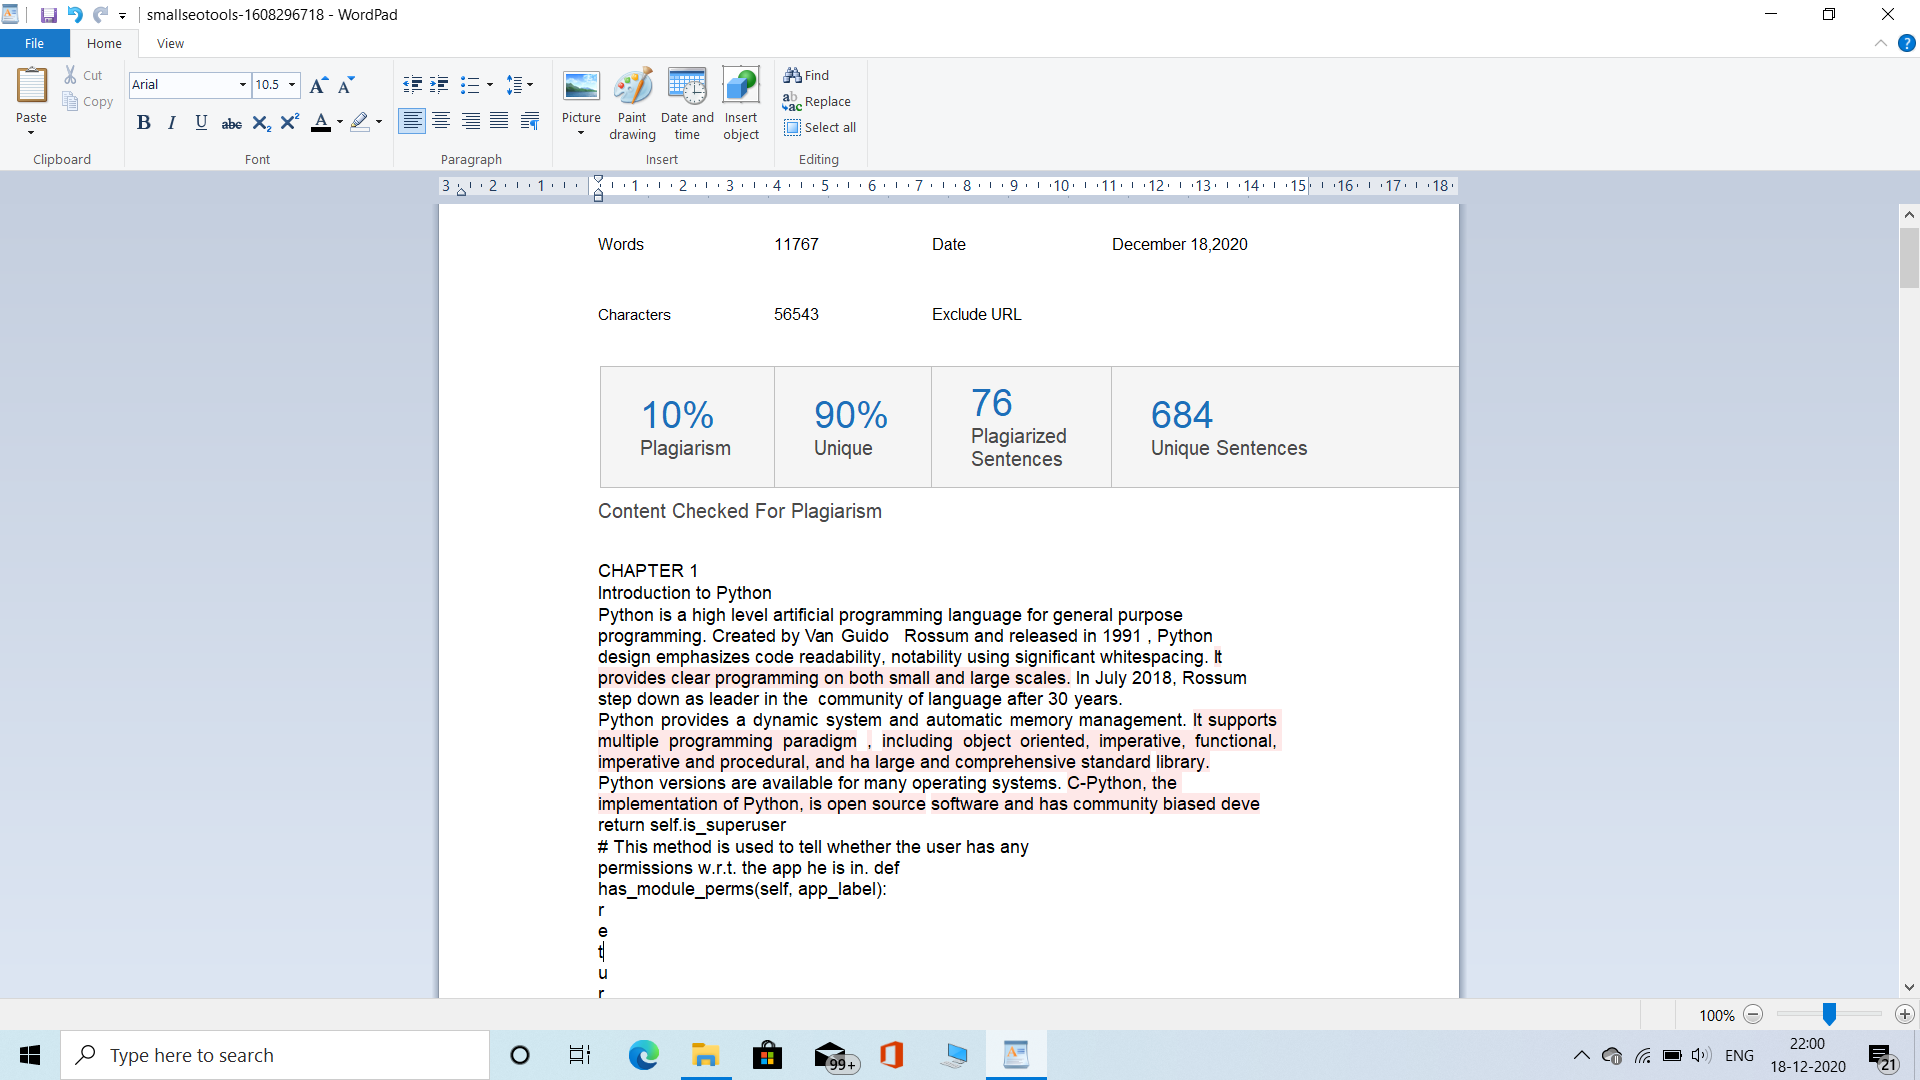 smallseotools-1608296718 - WordPad
File Home View
Paste
Cut
Copy
Clipboard
Arial 10.5
B I U abc X₂ X² A
Font
Paragraph
Picture
Paint drawing
Date and time
Insert object
Insert
Find
Replace
Select all
Editing
3 2 1 1 2 3 4 5 6 7 8 9 10 11 12 13 14 15 16 17 18
Words 11767 Date December 18,2020
Characters 56543 Exclude URL
10% Plagiarism
90% Unique
76 Plagiarized Sentences
684 Unique Sentences
Content Checked For Plagiarism
CHAPTER 1
Introduction to Python
Python is a high level artificial programming language for general purpose
programming. Created by Van Guido Rossum and released in 1991 , Python
design emphasizes code readability, notability using significant whitespacing. It
provides clear programming on both small and large scales. In July 2018, Rossum
step down as leader in the community of language after 30 years.
Python provides a dynamic system and automatic memory management. It supports
multiple programming paradigm , including object oriented, imperative, functional,
imperative and procedural, and ha large and comprehensive standard library.
Python versions are available for many operating systems. C-Python, the
implementation of Python, is open source software and has community biased deve
return self.is_superuser
# This method is used to tell whether the user has any
permissions w.r.t. the app he is in. def
has_module_perms(self, app_label):
r
e
t
u
r
100%
Type here to search
99+
ENG
22:00
18-12-2020
21